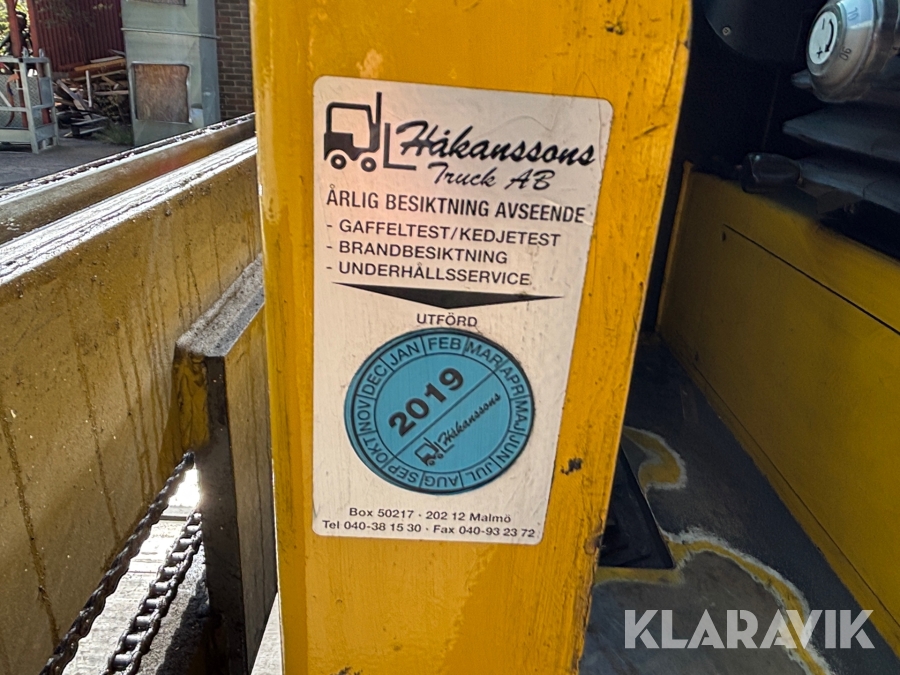 Håkanssons
Truck AB
ÅRLIG BESIKTNING AVSEENDE
- GAFFELTEST/KEDJETEST
- BRANDBESIKTNING
- UNDERHÅLLSSERVICE
UTFÖRD
JAN FEB MAR APR MAJ JUN JUL AUG SEP OKT NOV DEC
2019
Håkanssons
Box 50217 · 202 12 Malmö
Tel 040-38 15 30 · Fax 040-93 23 72
KLARAVIK